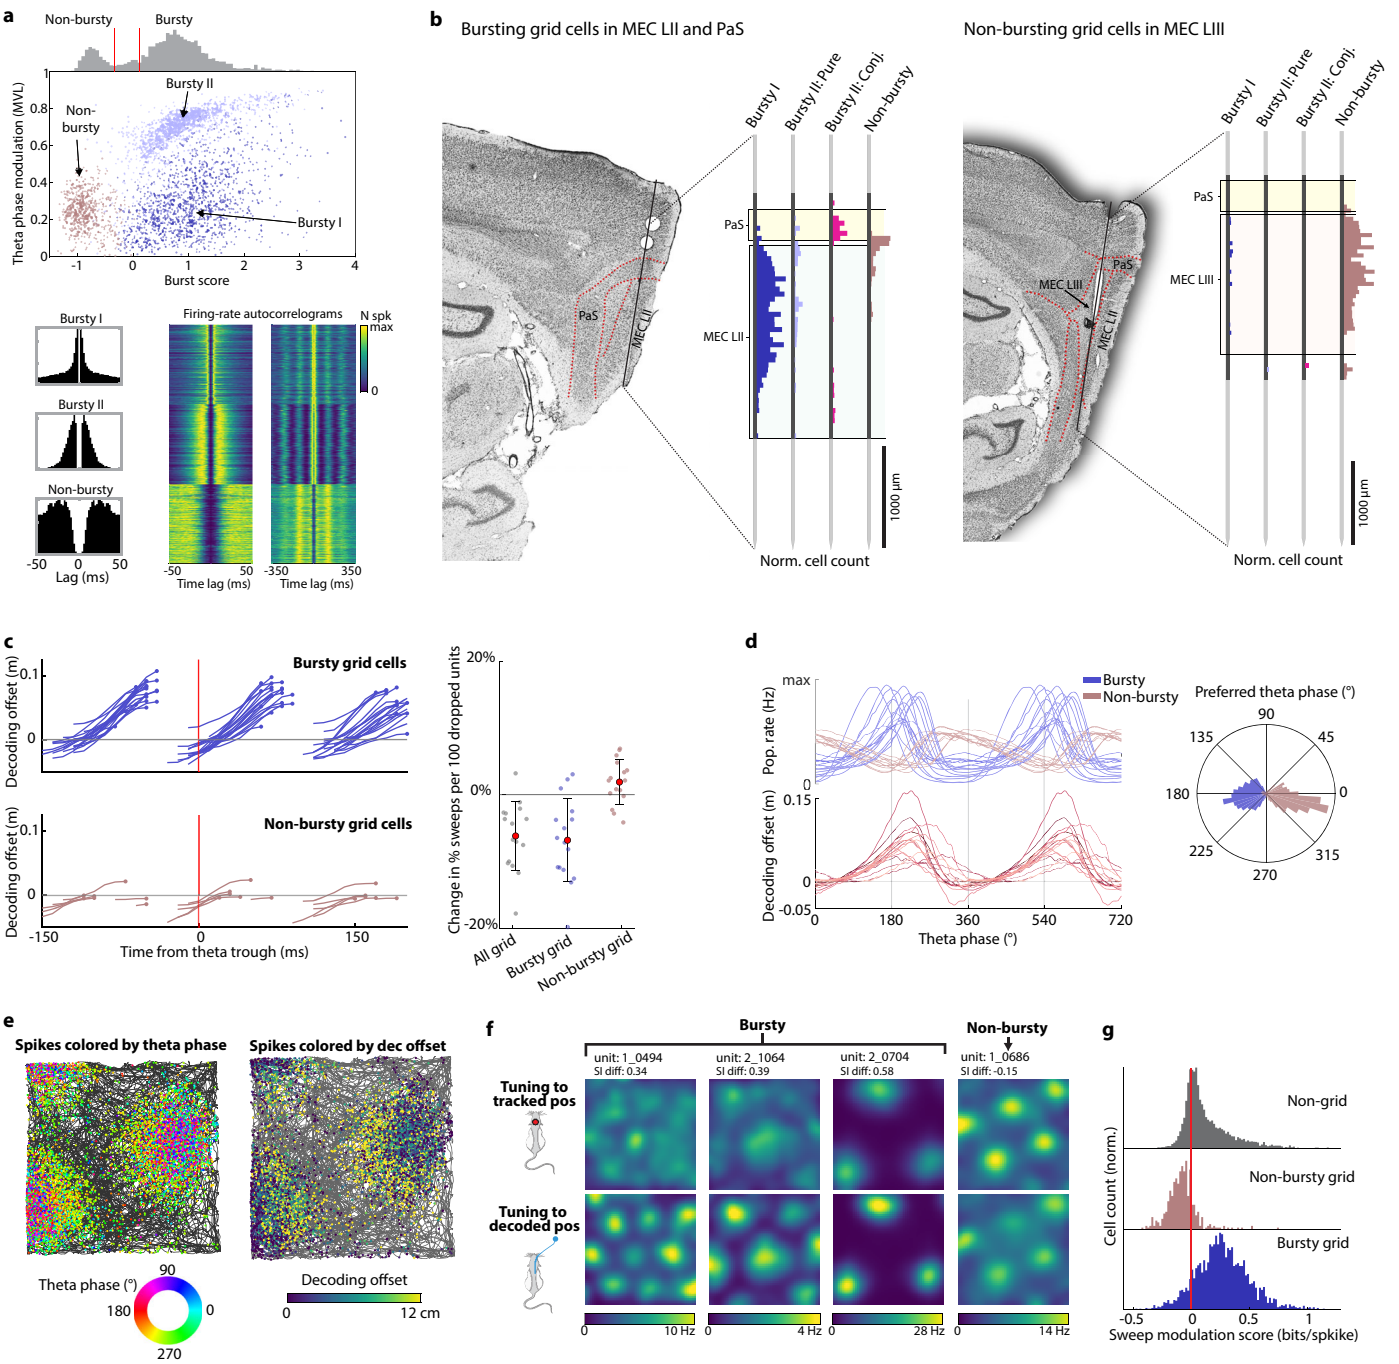 a
Non-bursty
Bursty
Theta phase modulation (MVL)
1
0.8
0.6
0.4
0.2
0
Bursty II
Non-
bursty
Bursty I
-1
0
1
2
3
4
Burst score
Bursty I
Bursty II
Non-bursty
-50
0
50
Lag (ms)
Firing-rate autocorrelograms
N spk
max
0
-50
50
Time lag (ms)
-350
350
Time lag (ms)
b
Bursting grid cells in MEC LII and PaS
Bursty I
Bursty II: Pure
Bursty II: Conj.
Non-bursty
PaS
MEC LII
PaS
MEC LII
1000 µm
Norm. cell count
Non-bursting grid cells in MEC LIII
Bursty I
Bursty II: Pure
Bursty II: Conj.
Non-bursty
PaS
MEC LIII
MEC LII
PaS
MEC LIII
1000 µm
Norm. cell count
c
Decoding offset (m)
0.1
0
Bursty grid cells
Decoding offset (m)
0.1
0
Non-bursty grid cells
-150
0
150
Time from theta trough (ms)
Change in % sweeps per 100 dropped units
20%
0%
-20%
All grid
Bursty grid
Non-bursty grid
d
Pop. rate (Hz)
max
0
Bursty
Non-bursty
Decoding offset (m)
0.15
0
-0.05
0
180
360
540
720
Theta phase (°)
Preferred theta phase (°)
90
45
0
315
270
225
180
135
e
Spikes colored by theta phase
Spikes colored by dec offset
Theta phase (°)
90
180
0
270
Decoding offset
0
12 cm
f
Bursty
Non-bursty
unit: 1_0494
SI diff: 0.34
unit: 2_1064
SI diff: 0.39
unit: 2_0704
SI diff: 0.58
unit: 1_0686
SI diff: -0.15
Tuning to
tracked pos
Tuning to
decoded pos
0
10 Hz
0
4 Hz
0
28 Hz
0
14 Hz
g
Cell count (norm.)
Non-grid
Non-bursty grid
Bursty grid
-0.5
0
0.5
1
Sweep modulation score (bits/spkike)